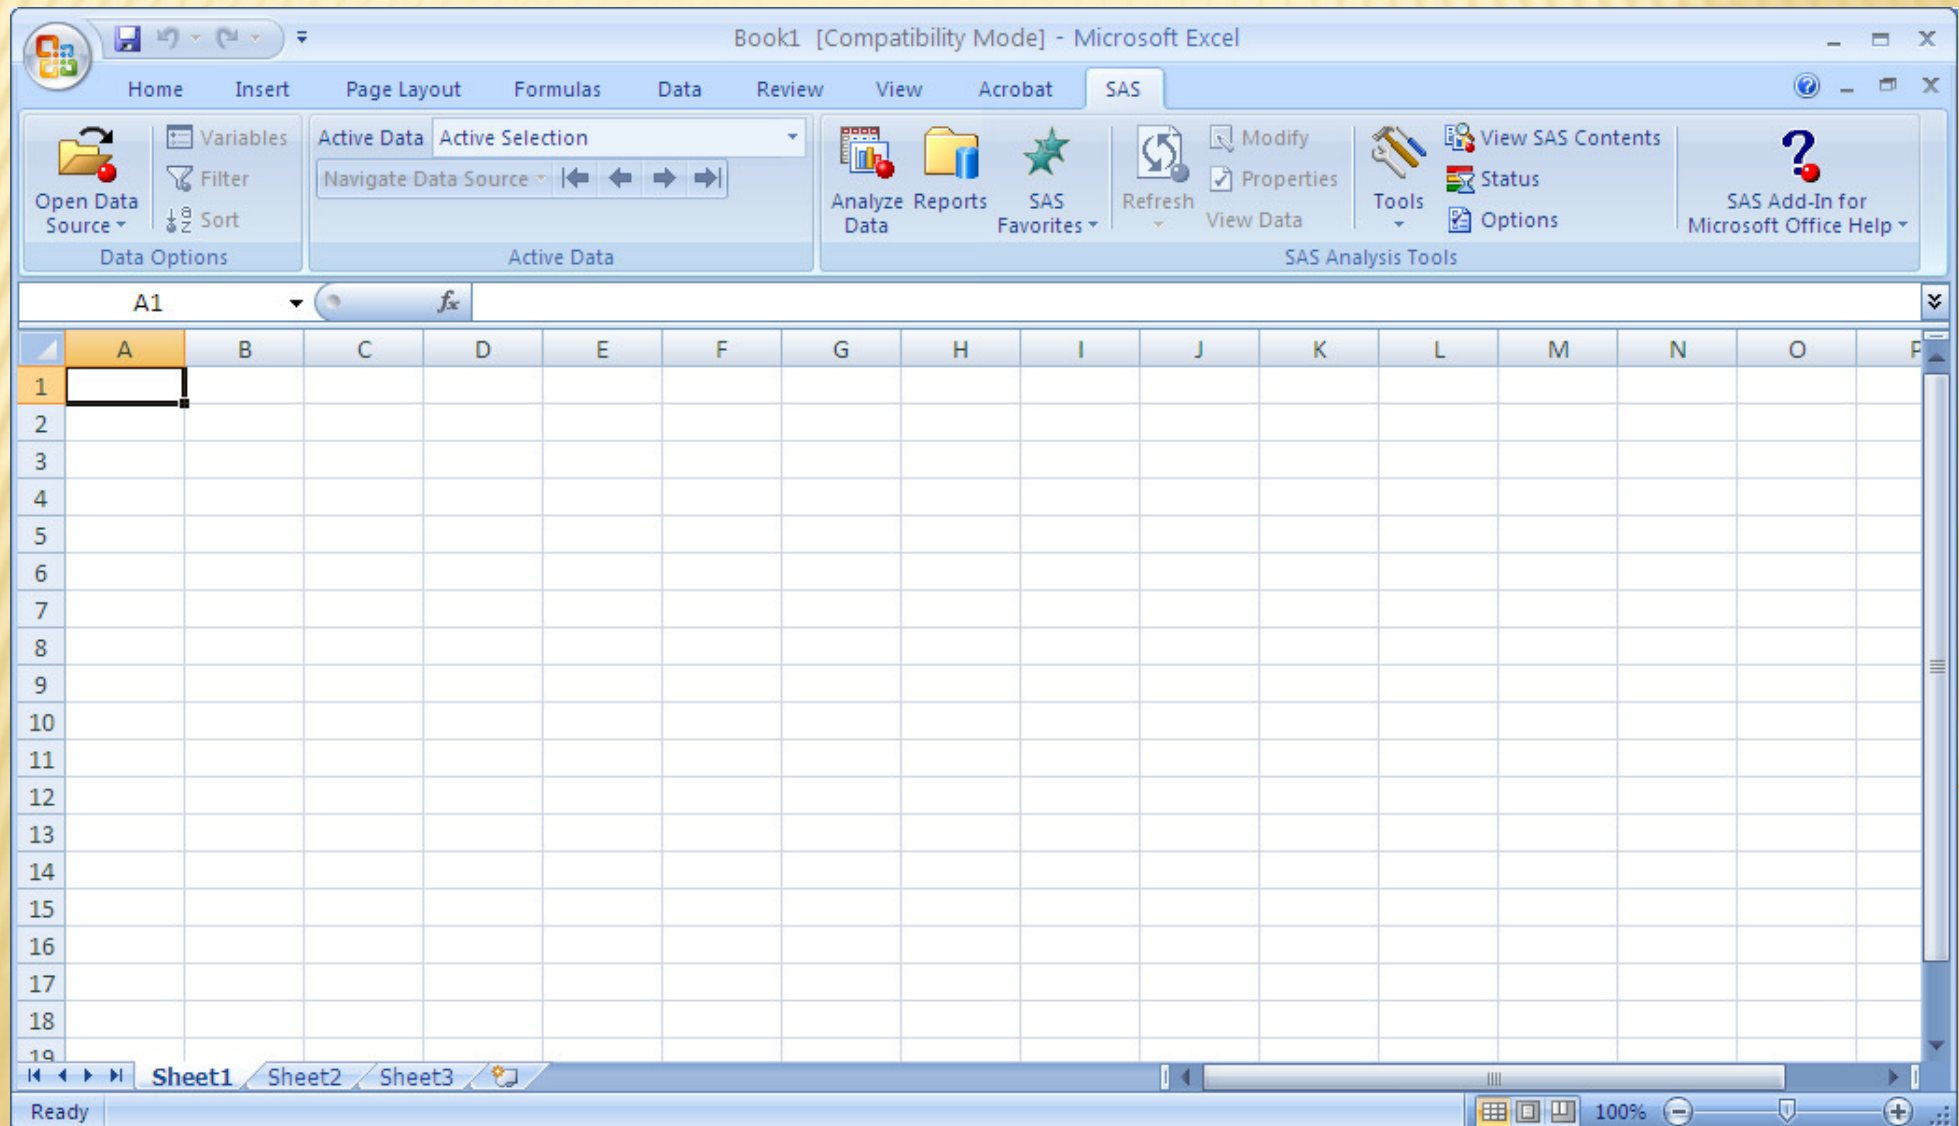 Book1 [Compatibility Mode] - Microsoft Excel
Home Insert Page Layout Formulas Data Review View Acrobat SAS
Open Data Source
Variables
Filter
Sort
Data Options
Active Data Active Selection
Navigate Data Source
Active Data
Analyze Data
Reports
SAS Favorites
Refresh
Modify
Properties
View Data
Tools
View SAS Contents
Status
Options
SAS Add-In for
Microsoft Office Help
SAS Analysis Tools
A1 fx
A B C D E F G H I J K L M N O P
1
2
3
4
5
6
7
8
9
10
11
12
13
14
15
16
17
18
19
Sheet1 Sheet2 Sheet3
Ready 100%